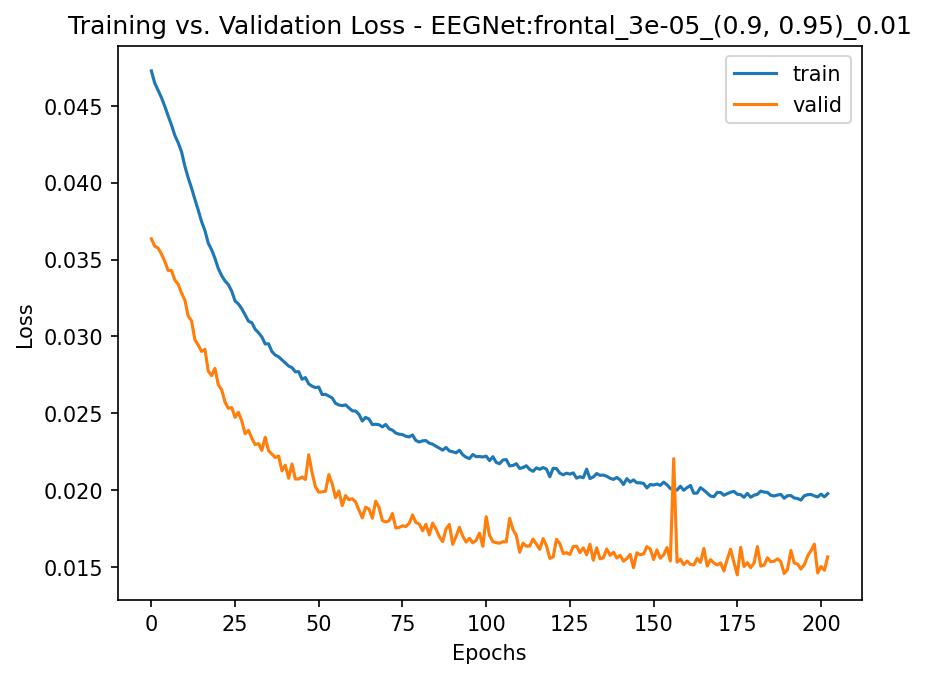 Training vs. Validation Loss - EEGNet:frontal_3e-05_(0.9, 0.95)_0.01
train
valid
0.045
0.040
0.035
0.030
0.025
0.020
0.015
Loss
0 25 50 75 100 125 150 175 200
Epochs